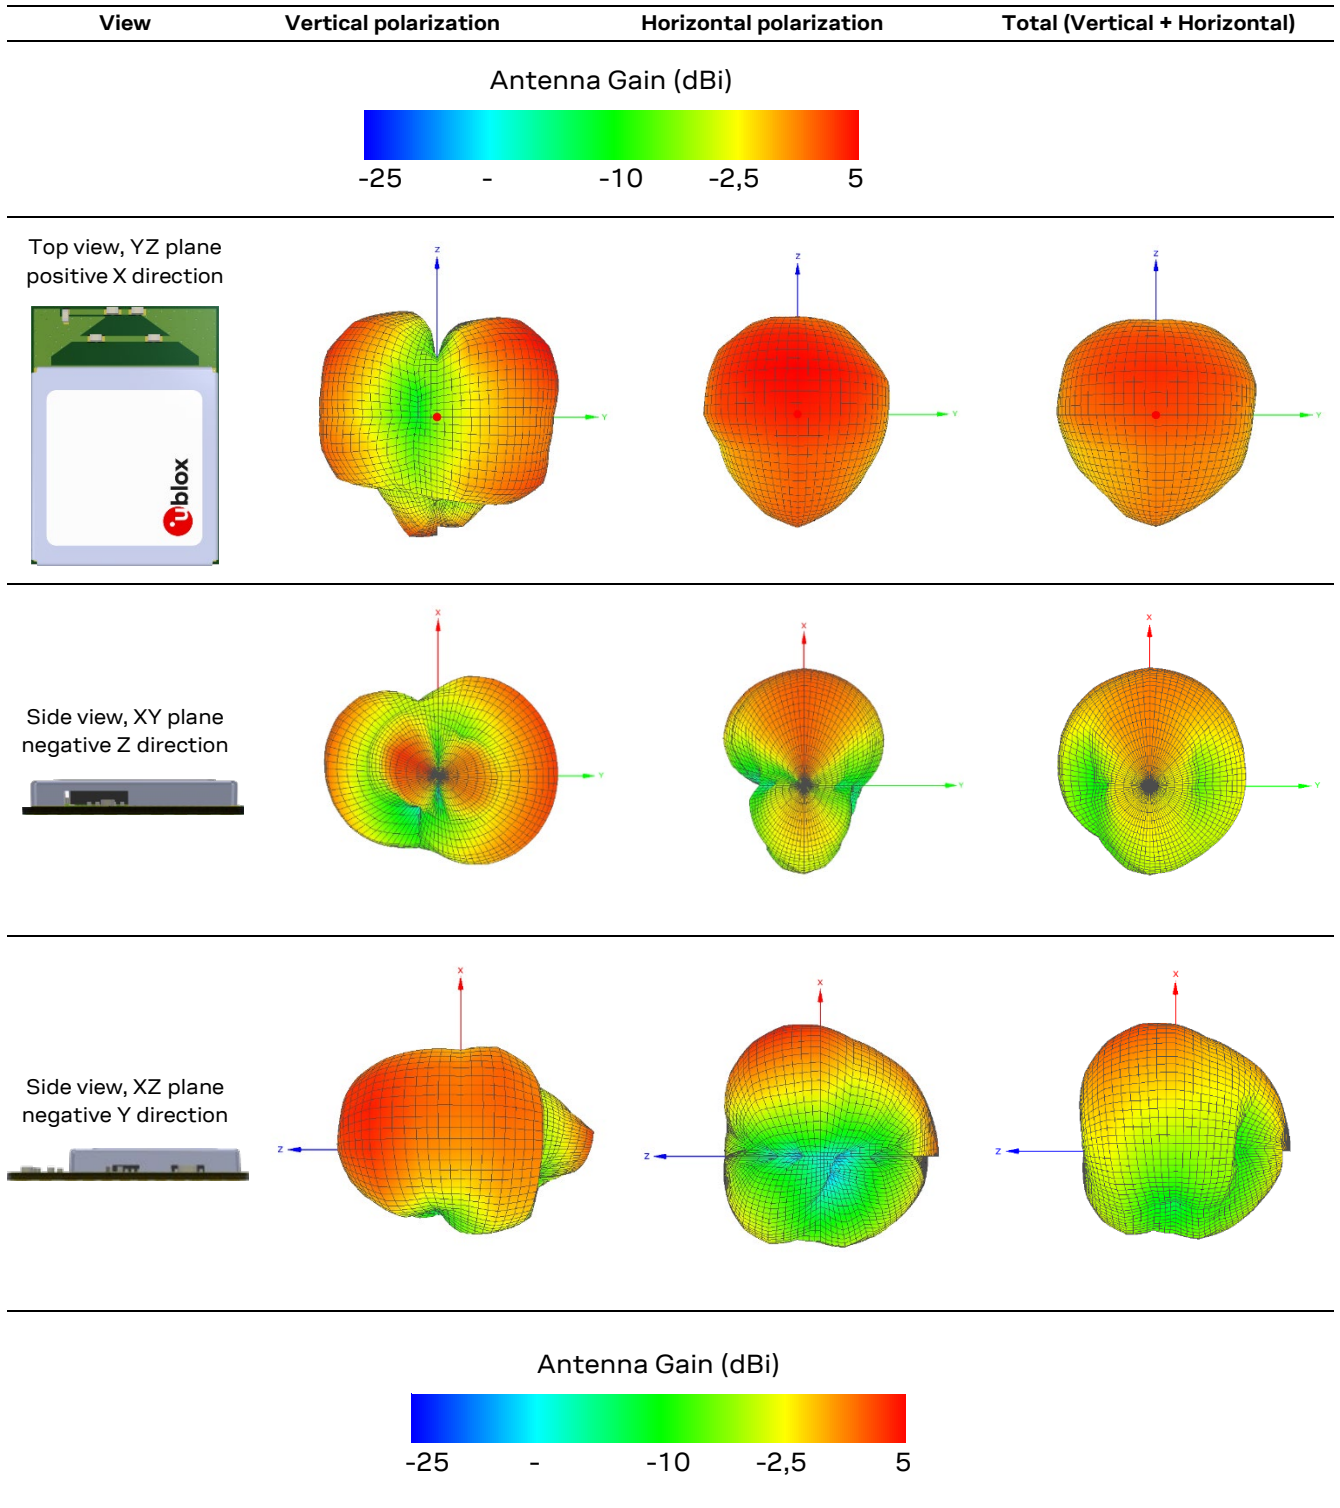 View Vertical polarization Horizontal polarization Total (Vertical + Horizontal)
Antenna Gain (dBi)
-25 - -10 -2,5 5
Top view, YZ plane
positive X direction
ublox
Z
Y
Z
Y
Z
Y
Side view, XY plane
negative Z direction
X
Y
X
Y
X
Y
Side view, XZ plane
negative Y direction
X
Z
X
Z
X
Z
Antenna Gain (dBi)
-25 - -10 -2,5 5